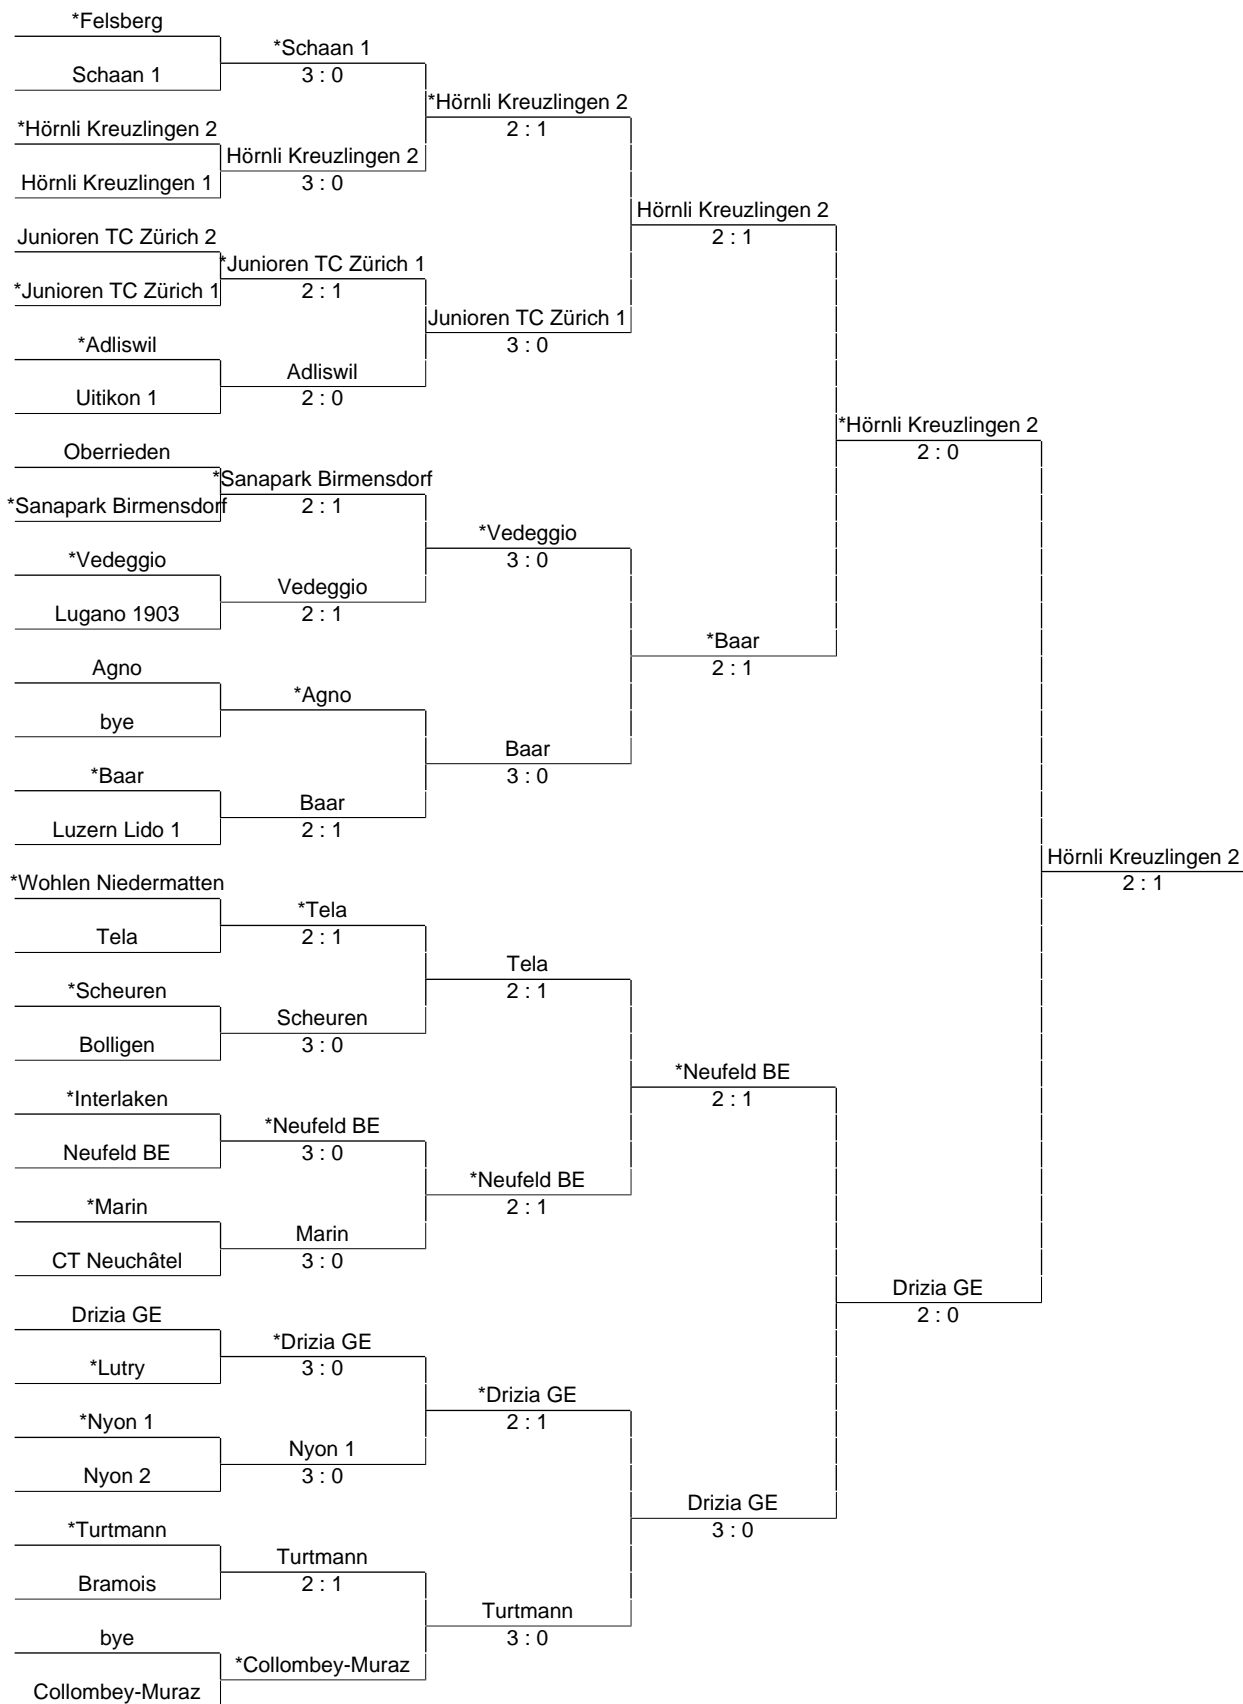 *Felsberg
*Schaan 1
Schaan 1
3 : 0
*Hörnli Kreuzlingen 2
*Hörnli Kreuzlingen 2
2 : 1
Hörnli Kreuzlingen 2
Hörnli Kreuzlingen 1
3 : 0
Hörnli Kreuzlingen 2
Junioren TC Zürich 2
2 : 1
*Junioren TC Zürich 1
*Junioren TC Zürich 1
2 : 1
Junioren TC Zürich 1
*Adliswil
3 : 0
Adliswil
Uitikon 1
2 : 0
*Hörnli Kreuzlingen 2
Oberrieden
2 : 0
*Sanapark Birmensdorf
*Sanapark Birmensdorf
2 : 1
*Vedeggio
*Vedeggio
3 : 0
Vedeggio
Lugano 1903
2 : 1
*Baar
Agno
2 : 1
*Agno
bye
Baar
*Baar
3 : 0
Baar
Luzern Lido 1
2 : 1
Hörnli Kreuzlingen 2
*Wohlen Niedermatten
2 : 1
*Tela
Tela
2 : 1
Tela
*Scheuren
2 : 1
Scheuren
Bolligen
3 : 0
*Neufeld BE
*Interlaken
2 : 1
*Neufeld BE
Neufeld BE
3 : 0
*Neufeld BE
*Marin
2 : 1
Marin
CT Neuchâtel
3 : 0
Drizia GE
Drizia GE
2 : 0
*Drizia GE
*Lutry
3 : 0
*Drizia GE
*Nyon 1
2 : 1
Nyon 1
Nyon 2
3 : 0
Drizia GE
*Turtmann
3 : 0
Turtmann
Bramois
2 : 1
Turtmann
bye
3 : 0
*Collombey-Muraz
Collombey-Muraz